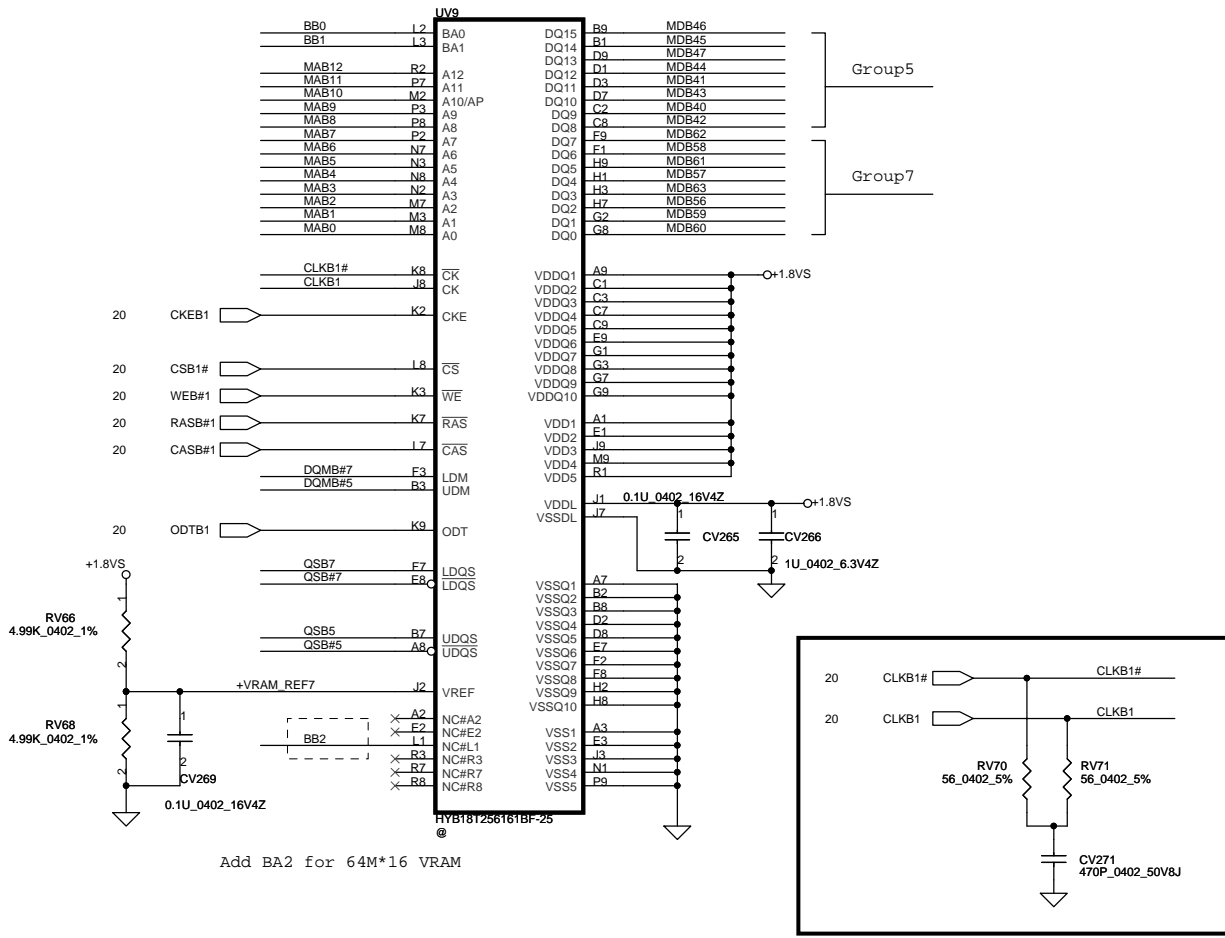 UV9
BB0 L2 BA0 DQ15 B9 MDB46
BB1 L3 BA1 DQ14 B1 MDB45
DQ13 D9 MDB47
MAB12 R2 A12 DQ12 D1 MDB44
MAB11 P7 A11 DQ11 D3 MDB41
MAB10 M2 A10/AP DQ10 D7 MDB43
MAB9 P3 A9 DQ9 C2 MDB40
MAB8 P8 A8 DQ8 C8 MDB42
Group5
MAB7 P2 A7 DQ7 F9 MDB62
MAB6 N7 A6 DQ6 F1 MDB58
MAB5 N3 A5 DQ5 H9 MDB61
MAB4 N8 A4 DQ4 H1 MDB57
MAB3 N2 A3 DQ3 H3 MDB63
MAB2 M7 A2 DQ2 H7 MDB56
MAB1 M3 A1 DQ1 G2 MDB59
MAB0 M8 A0 DQ0 G8 MDB60
Group7
CLKB1# K8 CK VDDQ1 A9 +1.8VS
CLKB1 J8 CK VDDQ2 C1
VDDQ3 C3
20 CKEB1 K2 CKE VDDQ4 C7
VDDQ5 C9
VDDQ6 E9
VDDQ7 G1
20 CSB1# L8 CS VDDQ8 G3
VDDQ9 G7
20 WEB#1 K3 WE VDDQ10 G9
20 RASB#1 K7 RAS VDD1 A1
VDD2 E1
20 CASB#1 L7 CAS VDD3 J9
VDD4 M9
DQMB#7 F3 LDM VDD5 R1
DQMB#5 B3 UDM
VDDL J1 0.1U_0402_16V4Z +1.8VS
VSSDL J7
20 ODTB1 K9 ODT
1 CV265 2
1 CV266 2
1U_0402_6.3V4Z
+1.8VS
QSB7 F7 LDQS
QSB#7 E8 LDQS VSSQ1 A7
VSSQ2 B2
VSSQ3 B8
1 RV66 2
4.99K_0402_1%
VSSQ4 D2
QSB5 B7 UDQS VSSQ5 D8
QSB#5 A8 UDQS VSSQ6 E7
VSSQ7 F2
VSSQ8 F8
+VRAM_REF7 J2 VREF VSSQ9 H2
VSSQ10 H8
1 RV68 2
4.99K_0402_1%
1 2 CV269
0.1U_0402_16V4Z
A2 NC#A2
E2 NC#E2 VSS1 A3
BB2 L1 NC#L1 VSS2 E3
R3 NC#R3 VSS3 J3
R7 NC#R7 VSS4 N1
R8 NC#R8 VSS5 P9
HYB18T256161BF-25
@
Add BA2 for 64M*16 VRAM
20 CLKB1# CLKB1#
20 CLKB1 CLKB1
RV70
56_0402_5%
RV71
56_0402_5%
CV271
470P_0402_50V8J